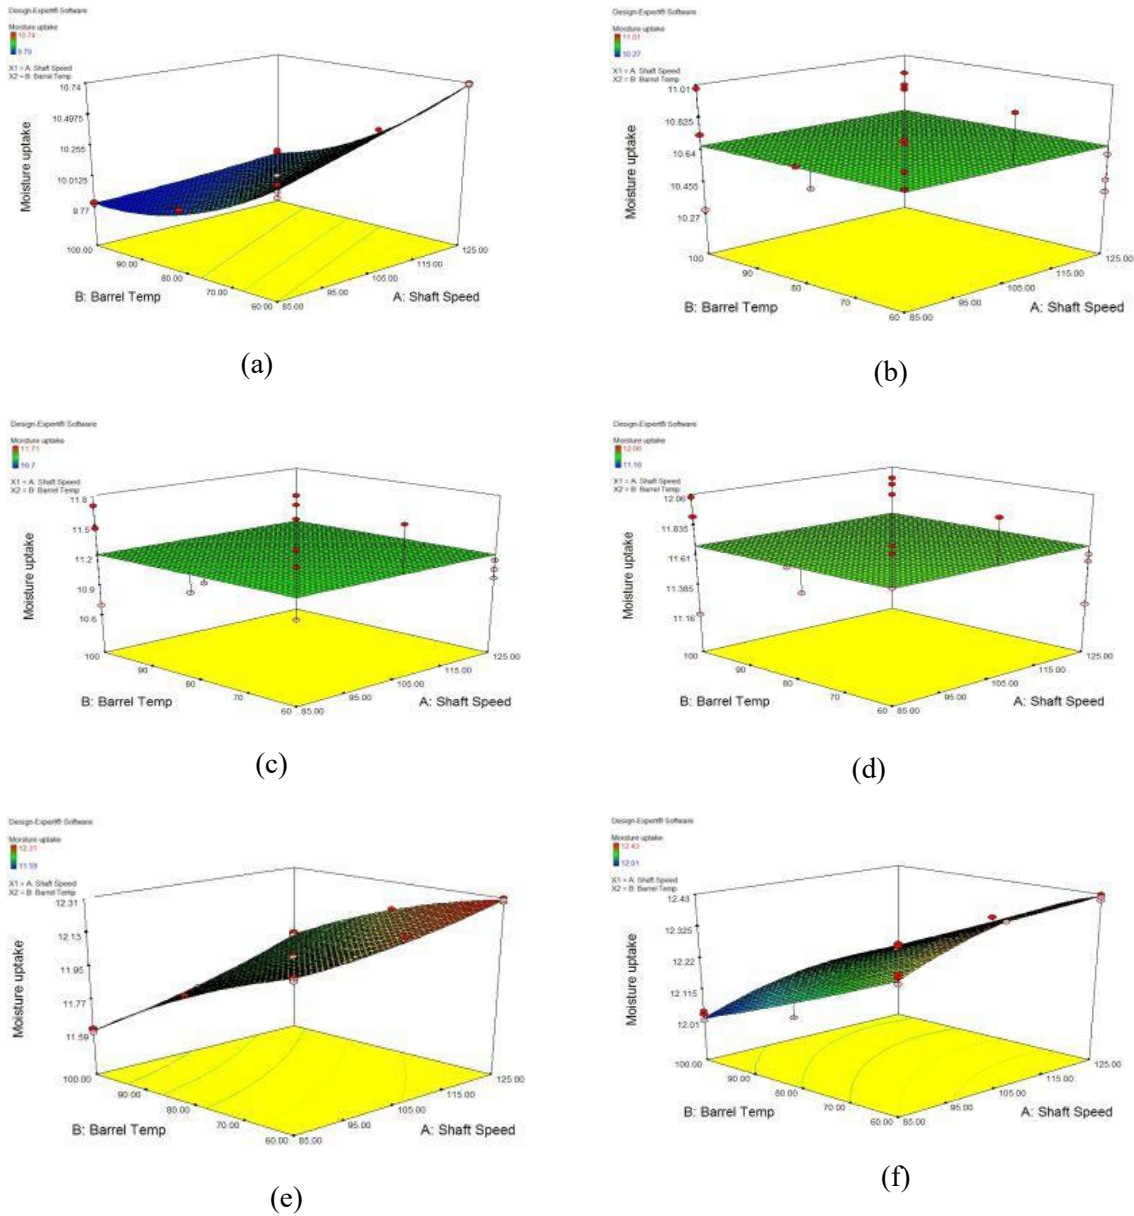 Design-Expert® Software
Moisture uptake
10.74
9.79
X1 = A: Shaft Speed
X2 = B: Barrel Temp
10.74
10.4975
10.255
10.0125
9.77
Moisture uptake
100.00
90.00
80.00
70.00
60.00
85.00
95.00
105.00
115.00
125.00
B: Barrel Temp
A: Shaft Speed
(a)
Design-Expert® Software
Moisture uptake
11.01
10.27
X1 = A: Shaft Speed
X2 = B: Barrel Temp
11.01
10.825
10.64
10.455
10.27
Moisture uptake
100
90
80
70
60
85.00
95.00
105.00
115.00
125.00
B: Barrel Temp
A: Shaft Speed
(b)
Design-Expert® Software
Moisture uptake
11.71
10.7
X1 = A: Shaft Speed
X2 = B: Barrel Temp
11.8
11.5
11.2
10.9
10.6
Moisture uptake
100
90
80
70
60
85.00
95.00
105.00
115.00
125.00
B: Barrel Temp
A: Shaft Speed
(c)
Design-Expert® Software
Moisture uptake
12.06
11.16
X1 = A: Shaft Speed
X2 = B: Barrel Temp
12.06
11.835
11.61
11.385
11.16
Moisture uptake
100
90
80
70
60
85.00
95.00
105.00
115.00
125.00
B: Barrel Temp
A: Shaft Speed
(d)
Design-Expert® Software
Moisture uptake
12.31
11.59
X1 = A: Shaft Speed
X2 = B: Barrel Temp
12.31
12.13
11.95
11.77
11.59
Moisture uptake
100.00
90.00
80.00
70.00
60.00
85.00
95.00
105.00
115.00
125.00
B: Barrel Temp
A: Shaft Speed
(e)
Design-Expert® Software
Moisture uptake
12.43
12.01
X1 = A: Shaft Speed
X2 = B: Barrel Temp
12.43
12.925
12.22
12.115
12.01
Moisture uptake
100.00
90.00
80.00
70.00
60.00
85.00
95.00
105.00
115.00
125.00
B: Barrel Temp
A: Shaft Speed
(f)